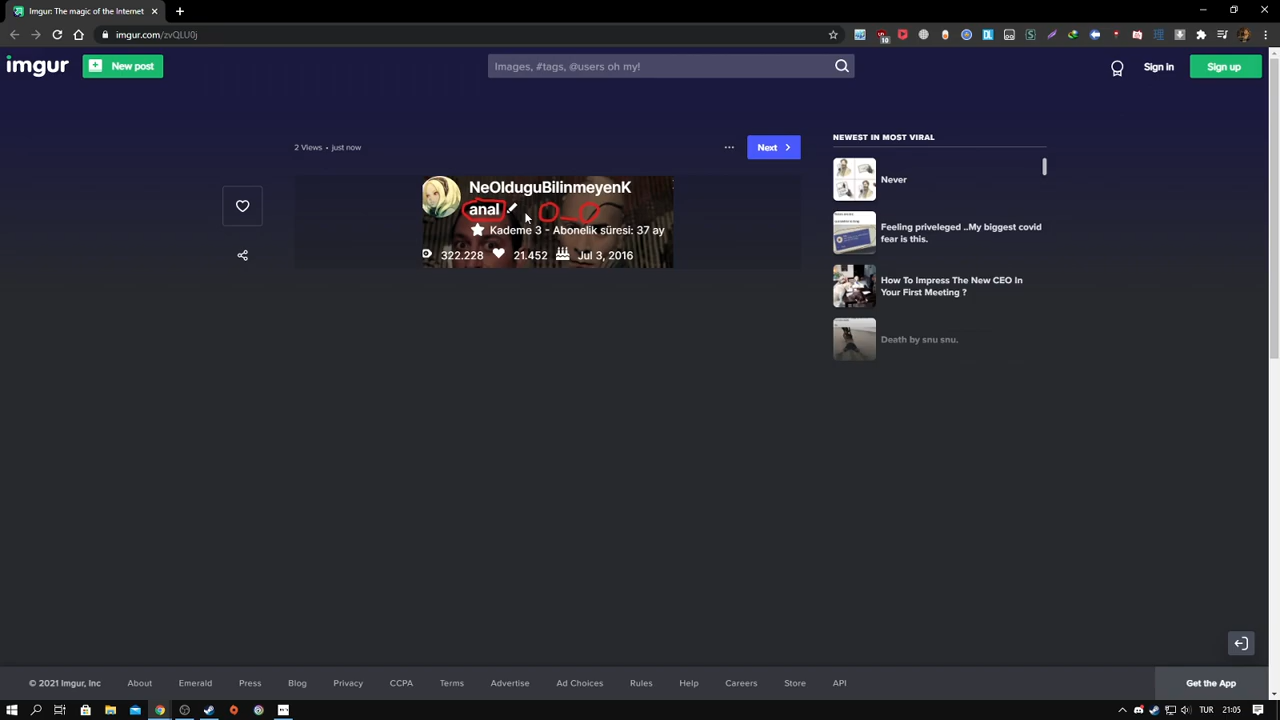 Imgur: The magic of the Internet
imgur.com/zvQLU0j
10
imgur
New post
Images, #tags, @users oh my!
Sign in
Sign up
2 Views • just now
Next
NeOlduguBilinmeyenK
anal
Kademe 3 - Abonelik süresi: 37 ay
322.228
21.452
Jul 3, 2016
NEWEST IN MOST VIRAL
Never
Feeling priveleged ..My biggest covid
fear is this.
How To Impress The New CEO In
Your First Meeting ?
Death by snu snu.
© 2021 Imgur, Inc
About
Emerald
Press
Blog
Privacy
CCPA
Terms
Advertise
Ad Choices
Rules
Help
Careers
Store
API
Get the App
TUR
21:05